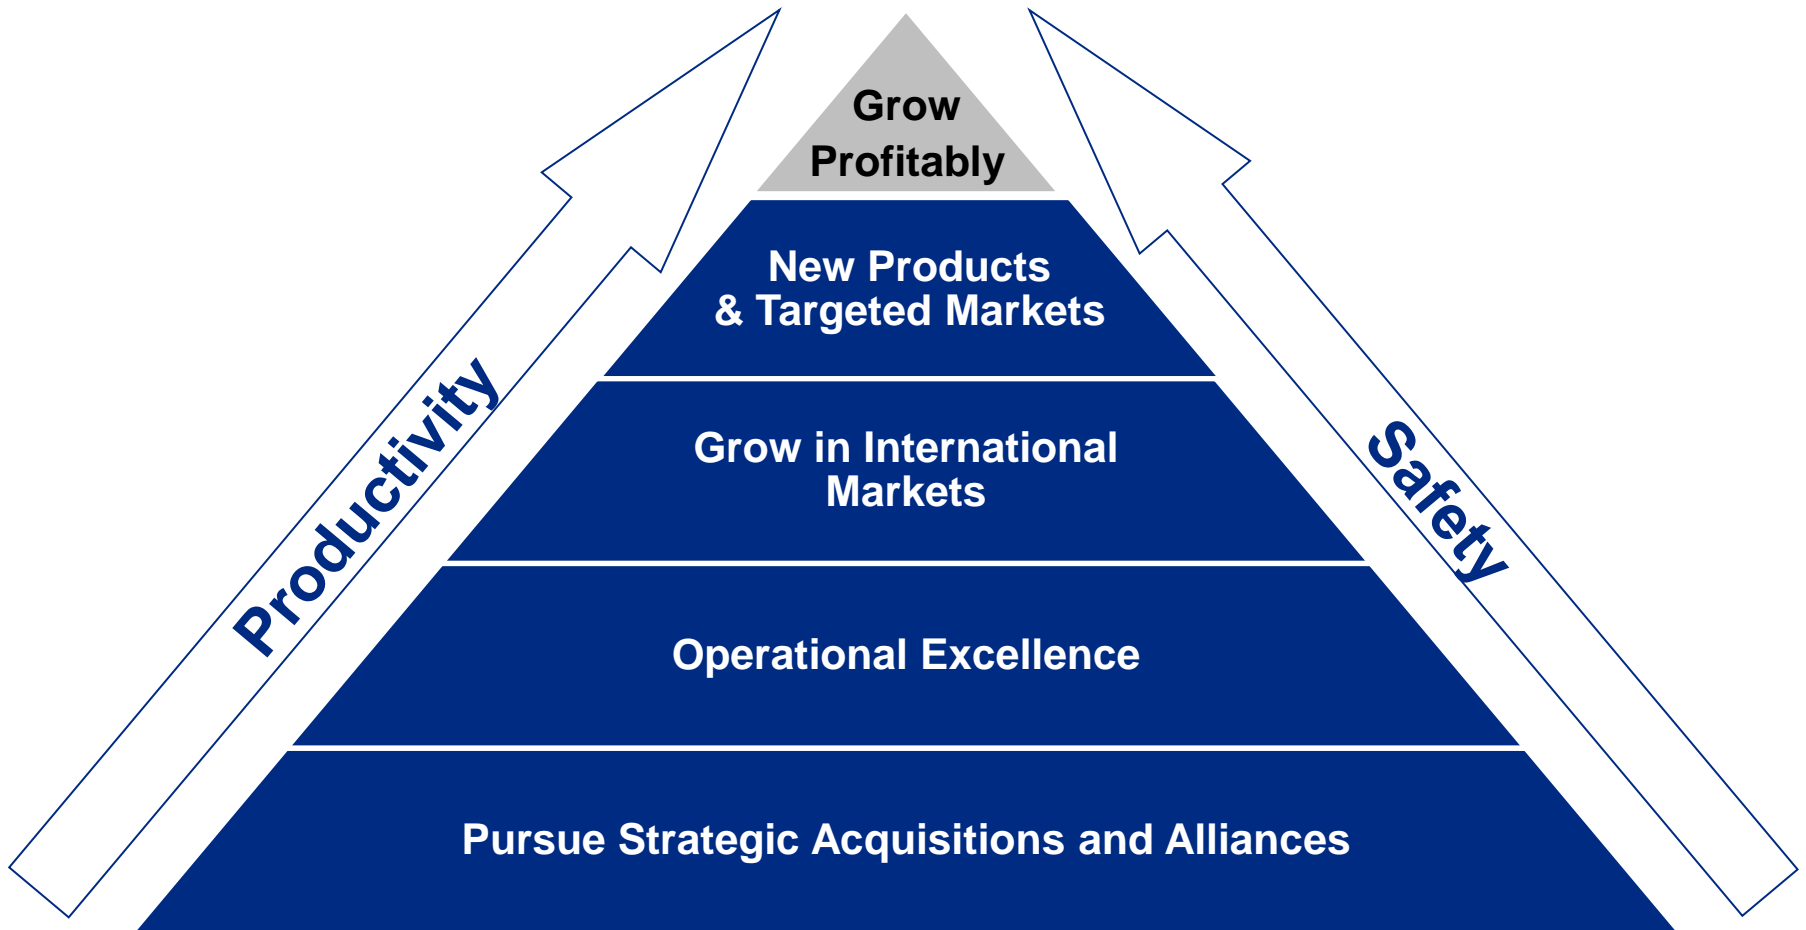 Grow
Profitably
New Products
& Targeted Markets
Grow in International
Markets
Operational Excellence
Pursue Strategic Acquisitions and Alliances
Productivity
Safety